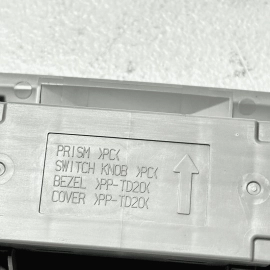 PRISM >PC<
SWITCH KNOB >PC<
BEZEL >PP-TD20<
COVER >PP-TD20<